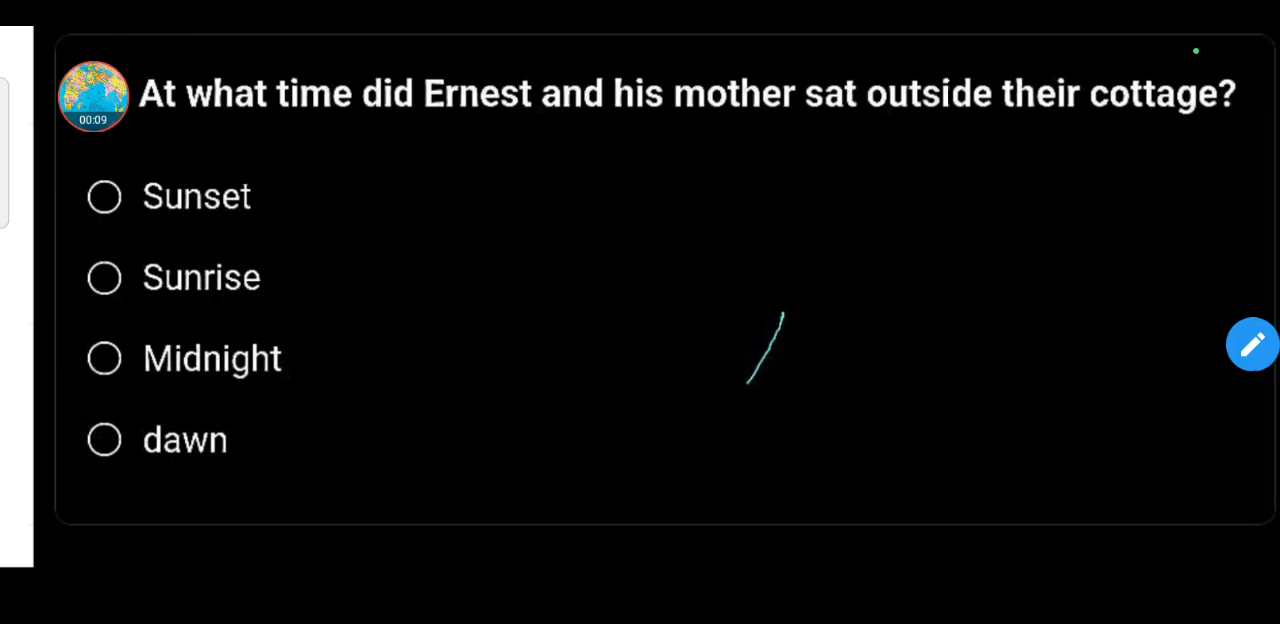 At what time did Ernest and his mother sat outside their cottage?
00:09
Sunset
Sunrise
Midnight
dawn